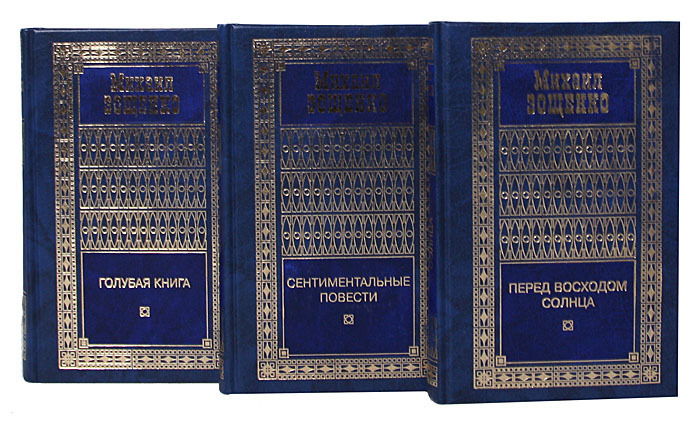 Михаил
Зощенко
ГОЛУБАЯ КНИГА
Михаил
Зощенко
СЕНТИМЕНТАЛЬНЫЕ
ПОВЕСТИ
Михаил
Зощенко
ПЕРЕД ВОСХОДОМ
СОЛНЦА